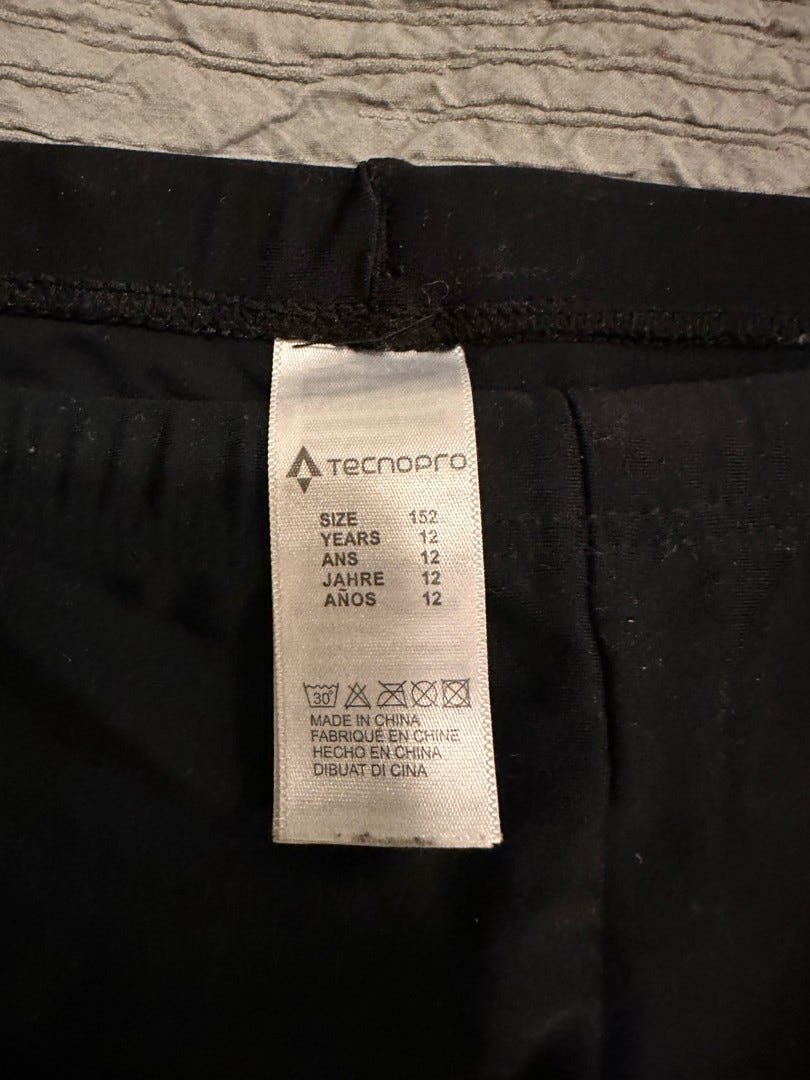 TECNOPRO
SIZE 152
YEARS 12
ANS 12
JAHRE 12
AÑOS 12
30°
MADE IN CHINA
FABRIQUÉ EN CHINE
HECHO EN CHINA
DIBUAT DI CINA